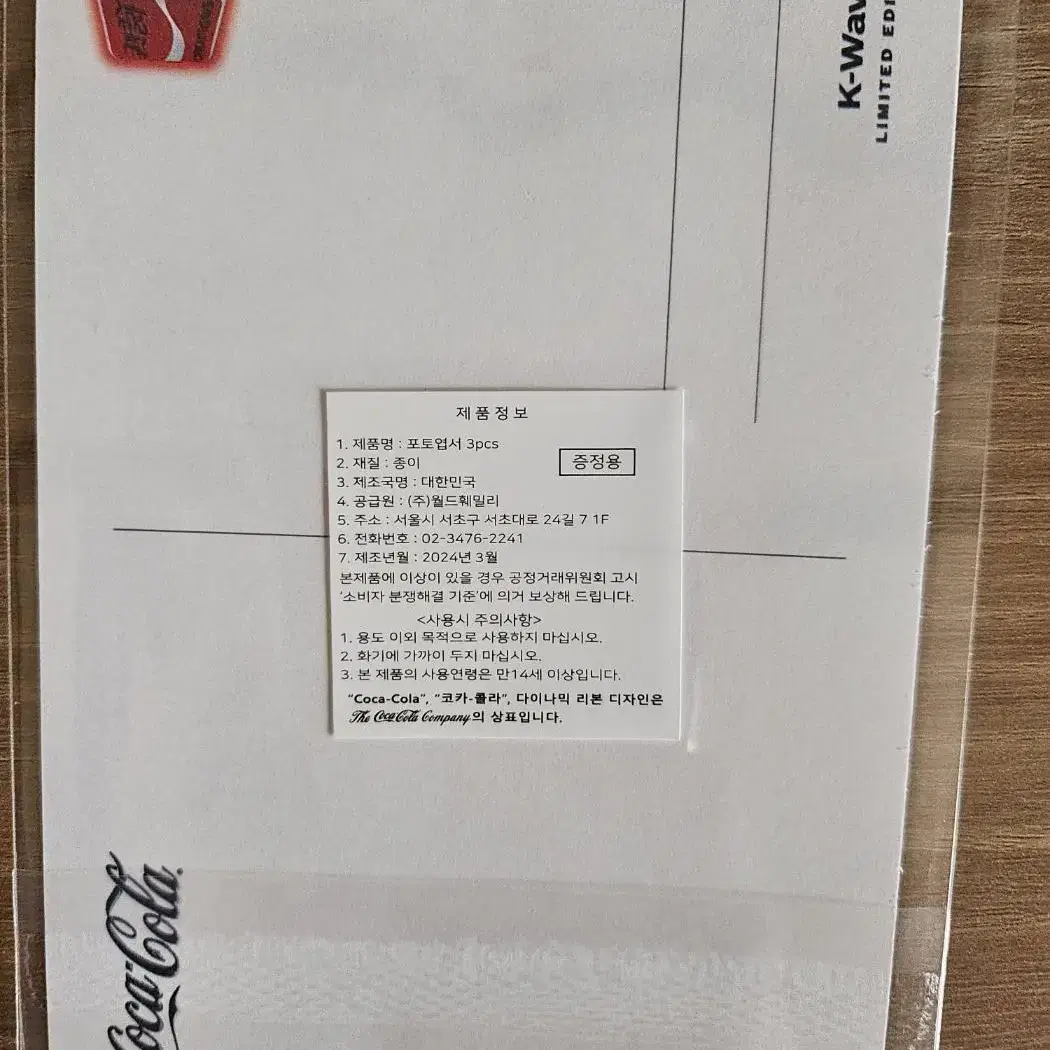 K-Wav
LIMITED EDI
제 품 정 보
1. 제품명 : 포토엽서 3pcs
증정용
2. 재질 : 종이
3. 제조국명 : 대한민국
4. 공급원 : (주)월드훼밀리
5. 주소 : 서울시 서초구 서초대로 24길 7 1F
6. 전화번호 : 02-3476-2241
7. 제조년월 : 2024년 3월
본제품에 이상이 있을 경우 공정거래위원회 고시
'소비자 분쟁해결 기준'에 의거 보상해 드립니다.
<사용시 주의사항>
1. 용도 이외 목적으로 사용하지 마십시오.
2. 화기에 가까이 두지 마십시오.
3. 본 제품의 사용연령은 만14세 이상입니다.
“Coca-Cola”, “코카-콜라”, 다이나믹 리본 디자인은
The Coca-Cola Company의 상표입니다.
Coca-Cola